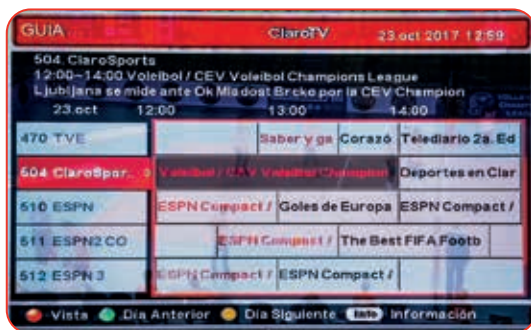 GUIA ClaroTV 23.oct 2017 12:59
504 ClaroSports
12:00-14:00 Voleibol / CEV Voleibol Champions League
Ljubljana se mide ante Ok Mladost Brcko por la CEV Champion
23.oct 12:00 13:00 14:00
470 TVE Saber y ga Corazo Telediario 2a. Ed
504 ClaroSpor.. Voleibol / CEV Voleibol Champion Deportes en Clar
510 ESPN ESPN Compact / Goles de Europa ESPN Compact /
511 ESPN2 CO ESPN Compact / The Best FIFA Footb
512 ESPN 3 ESPN Compact / ESPN Compact /
Vista Día Anterior Día Siguiente Info Información